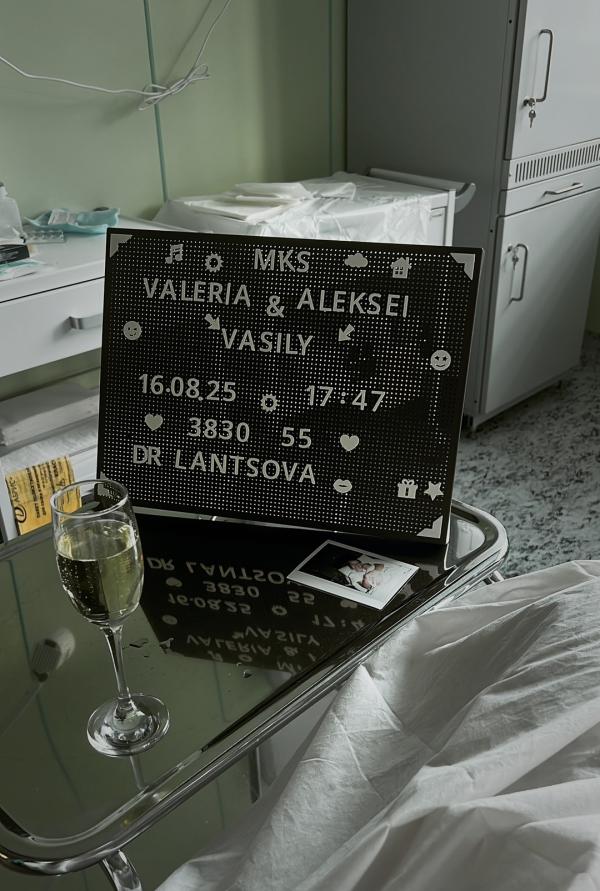 MKS
VALERIA & ALEKSEI
VASILY
16.08.25 17:47
3830 55
DR LANTSOVA